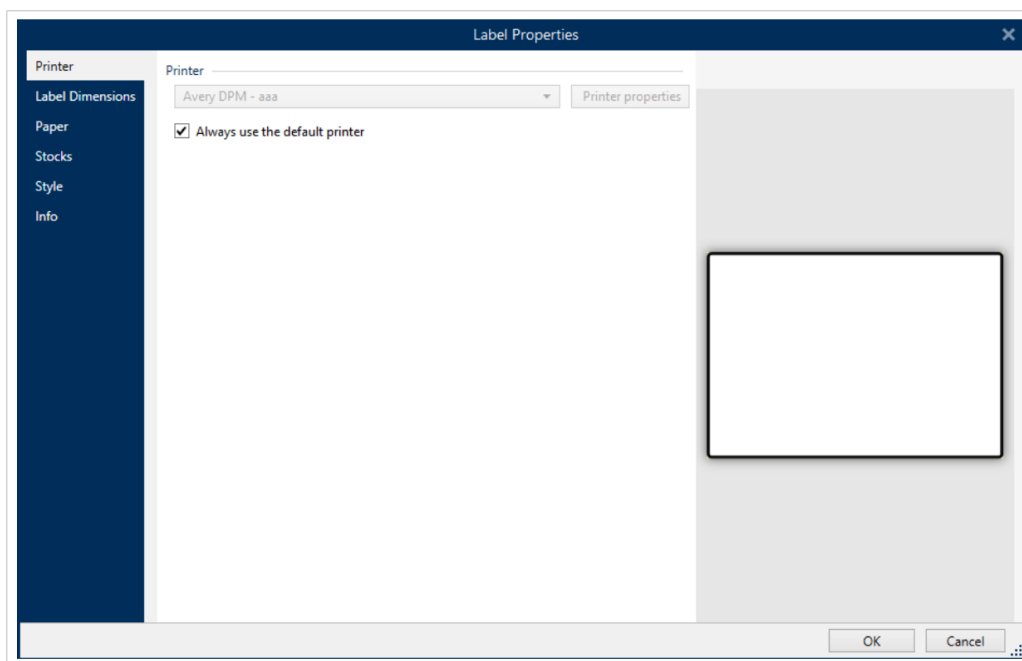 Label Properties
Printer
Label Dimensions
Paper
Stocks
Style
Info
Printer
Avery DPM - aaa
Printer properties
Always use the default printer
OK
Cancel